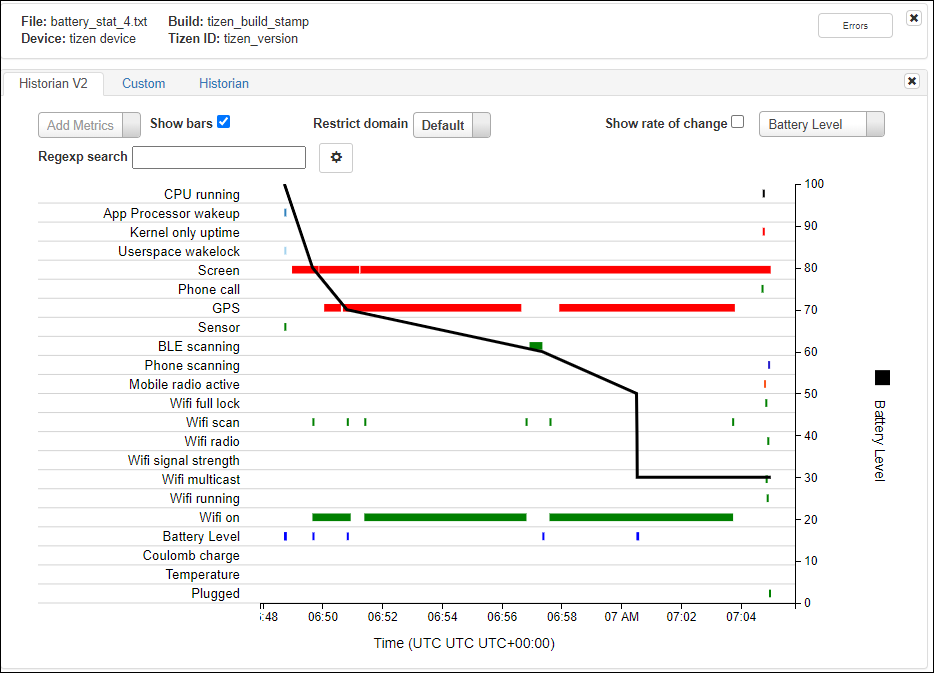 File: battery_stat_4.txt Build: tizen_build_stamp
Device: tizen device Tizen ID: tizen_version
Errors
Historian V2 Custom Historian
Add Metrics Show bars Restrict domain Default Show rate of change Battery Level
Regexp search
CPU running
App Processor wakeup
Kernel only uptime
Userspace wakelock
Screen
Phone call
GPS
Sensor
BLE scanning
Phone scanning
Mobile radio active
Wifi full lock
Wifi scan
Wifi radio
Wifi signal strength
Wifi multicast
Wifi running
Wifi on
Battery Level
Coulomb charge
Temperature
Plugged
100
90
80
70
60
50
40
30
20
10
0
Battery Level
:48 06:50 06:52 06:54 06:56 06:58 07 AM 07:02 07:04
Time (UTC UTC UTC+00:00)